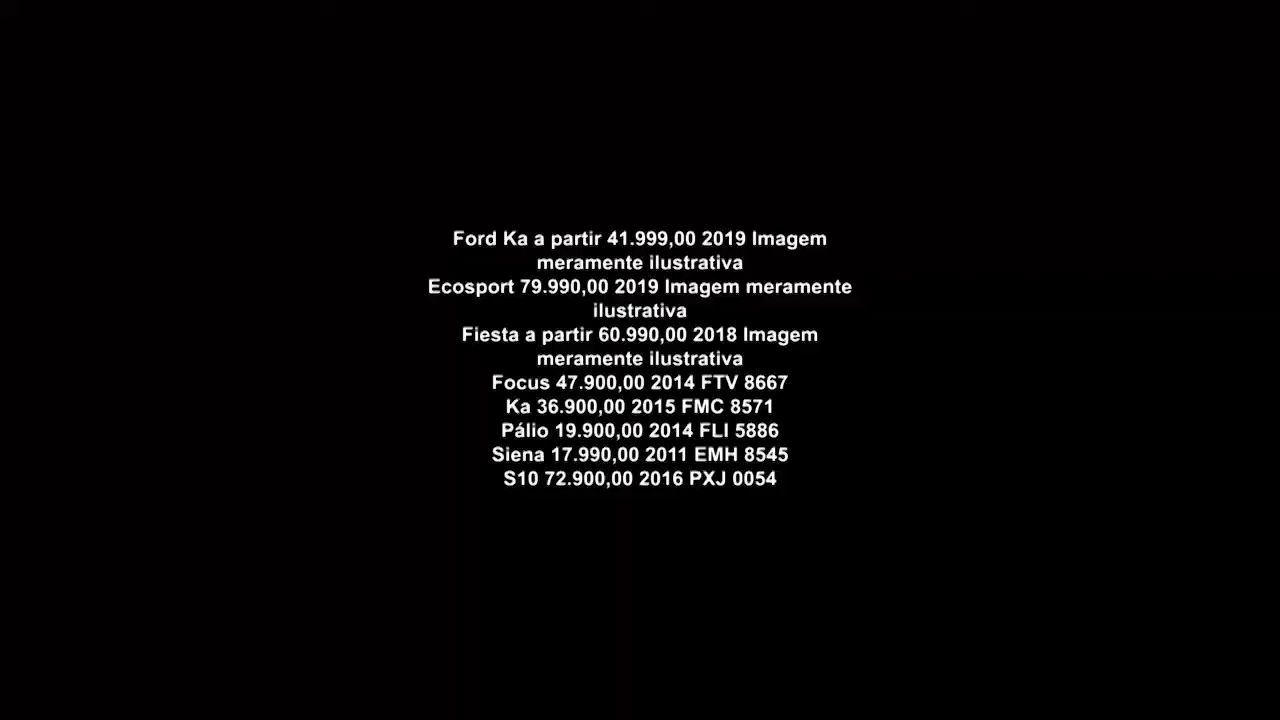 Ford Ka a partir 41.999,00 2019 Imagem
meramente ilustrativa
Ecosport 79.990,00 2019 Imagem meramente
ilustrativa
Fiesta a partir 60.990,00 2018 Imagem
meramente ilustrativa
Focus 47.900,00 2014 FTV 8667
Ka 36.900,00 2015 FMC 8571
Pálio 19.900,00 2014 FLI 5886
Siena 17.990,00 2011 EMH 8545
S10 72.900,00 2016 PXJ 0054